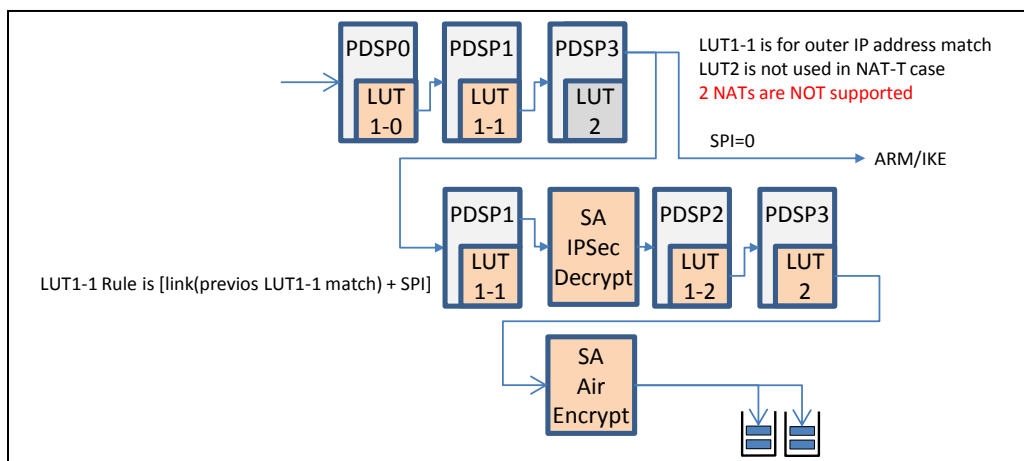 PDSP0
LUT
1-0
PDSP1
LUT
1-1
PDSP3
LUT
2
LUT1-1 is for outer IP address match
LUT2 is not used in NAT-T case
2 NATs are NOT supported
SPI=0
ARM/IKE
PDSP1
LUT
1-1
SA
IPSec
Decrypt
PDSP2
LUT
1-2
PDSP3
LUT
2
LUT1-1 Rule is [link(previos LUT1-1 match) + SPI]
SA
Air
Encrypt